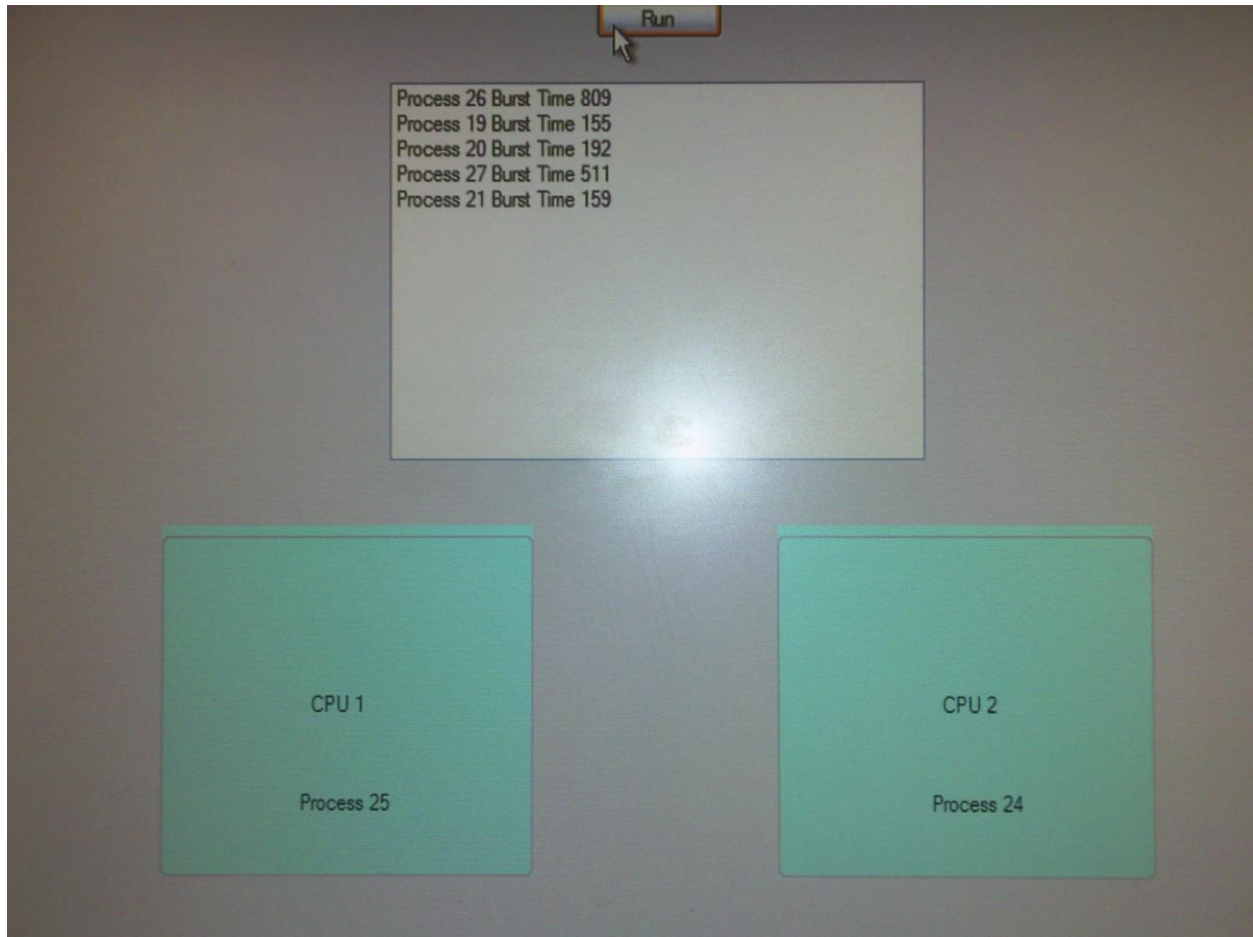 Run
Process 26 Burst Time 809
Process 19 Burst Time 155
Process 20 Burst Time 192
Process 27 Burst Time 511
Process 21 Burst Time 159
CPU 1
CPU 2
Process 25
Process 24